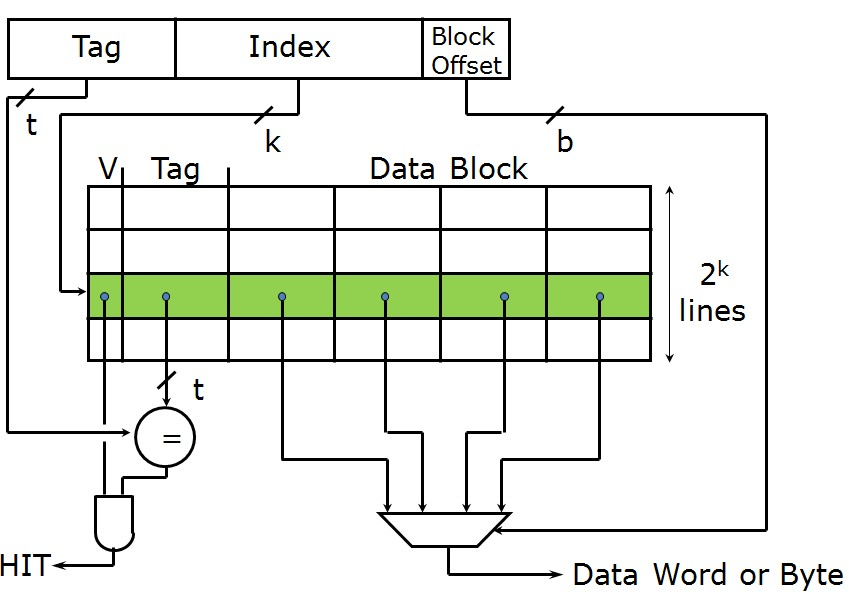 Tag Index Block
Offset
t
k
b
V Tag Data Block
2ᵏ
lines
t
=
HIT
Data Word or Byte